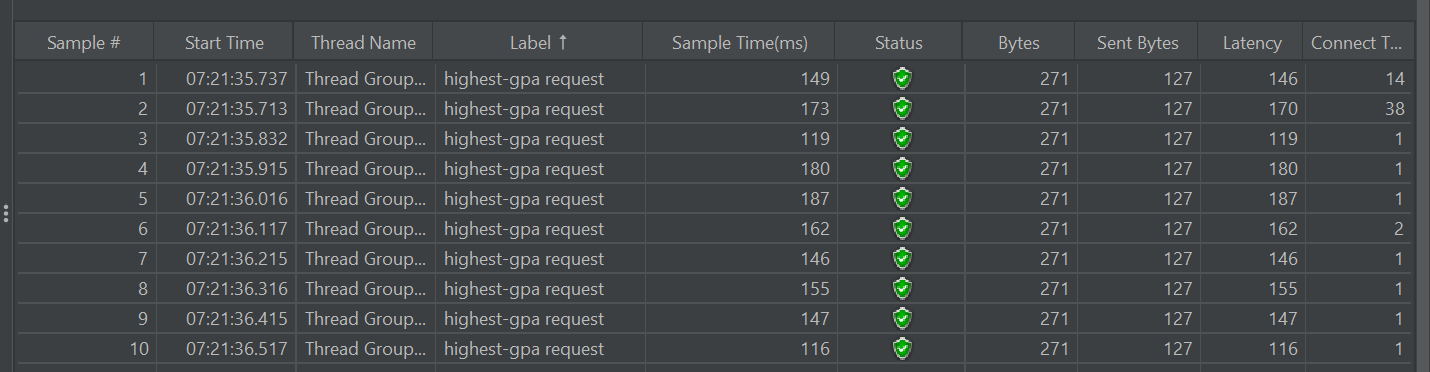 Sample # Start Time Thread Name Label ↑ Sample Time(ms) Status Bytes Sent Bytes Latency Connect T...
1 07:21:35.737 Thread Group... highest-gpa request 149 271 127 146 14
2 07:21:35.713 Thread Group... highest-gpa request 173 271 127 170 38
3 07:21:35.832 Thread Group... highest-gpa request 119 271 127 119 1
4 07:21:35.915 Thread Group... highest-gpa request 180 271 127 180 1
5 07:21:36.016 Thread Group... highest-gpa request 187 271 127 187 1
6 07:21:36.117 Thread Group... highest-gpa request 162 271 127 162 2
7 07:21:36.215 Thread Group... highest-gpa request 146 271 127 146 1
8 07:21:36.316 Thread Group... highest-gpa request 155 271 127 155 1
9 07:21:36.415 Thread Group... highest-gpa request 147 271 127 147 1
10 07:21:36.517 Thread Group... highest-gpa request 116 271 127 116 1